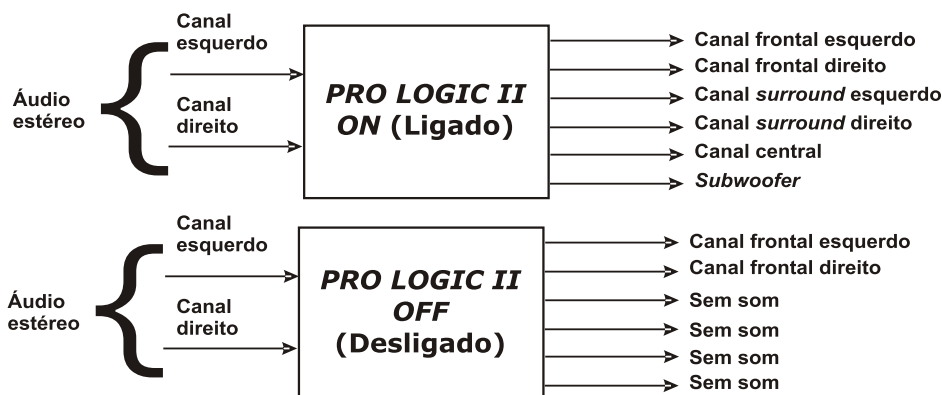 Canal
esquerdo
Áudio
estéreo
Canal
direito
PRO LOGIC II
ON (Ligado)
Canal frontal esquerdo
Canal frontal direito
Canal surround esquerdo
Canal surround direito
Canal central
Subwoofer
Canal
esquerdo
Áudio
estéreo
Canal
direito
PRO LOGIC II
OFF
(Desligado)
Canal frontal esquerdo
Canal frontal direito
Sem som
Sem som
Sem som
Sem som